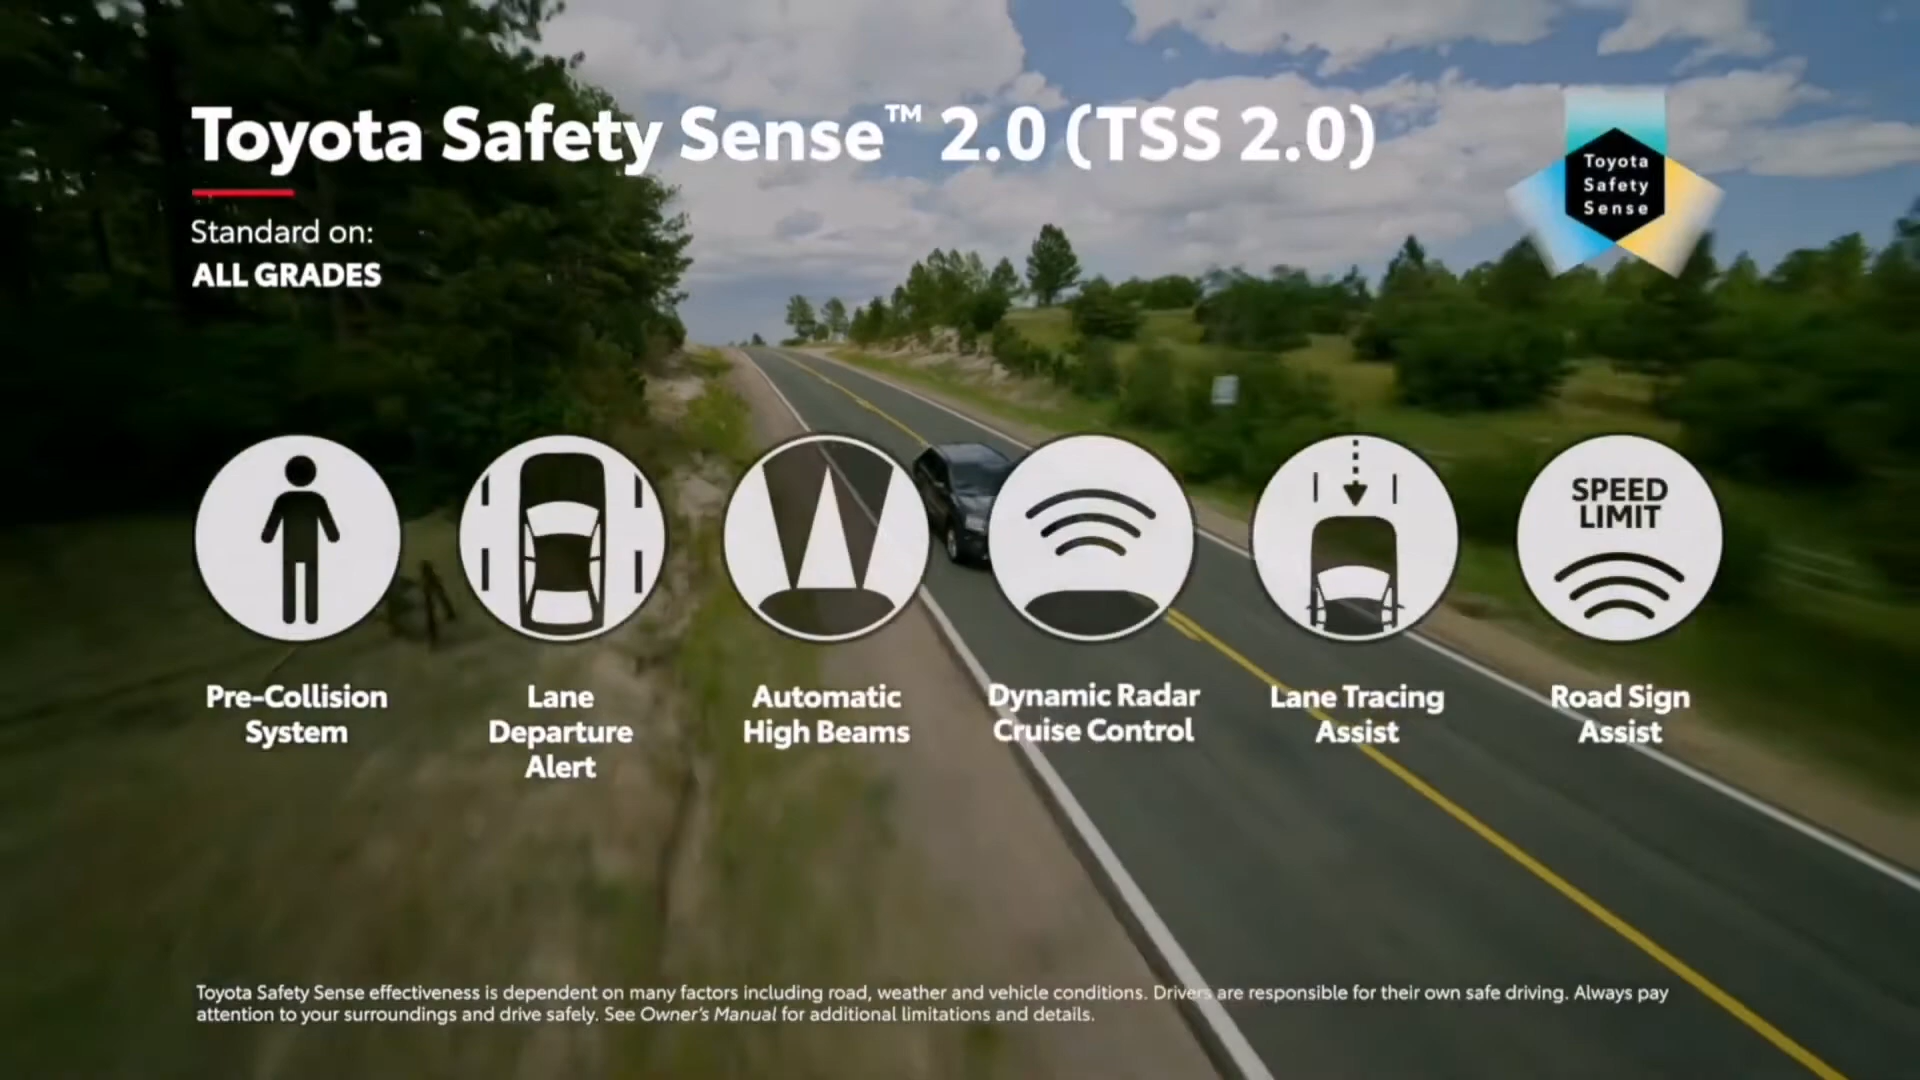 Toyota Safety Sense™ 2.0 (TSS 2.0)
Standard on:
ALL GRADES
Toyota
Safety
Sense
SPEED
LIMIT
Pre-Collision
System
Lane
Departure
Alert
Automatic
High Beams
Dynamic Radar
Cruise Control
Lane Tracing
Assist
Road Sign
Assist
Toyota Safety Sense effectiveness is dependent on many factors including road, weather and vehicle conditions. Drivers are responsible for their own safe driving. Always pay
attention to your surroundings and drive safely. See Owner's Manual for additional limitations and details.